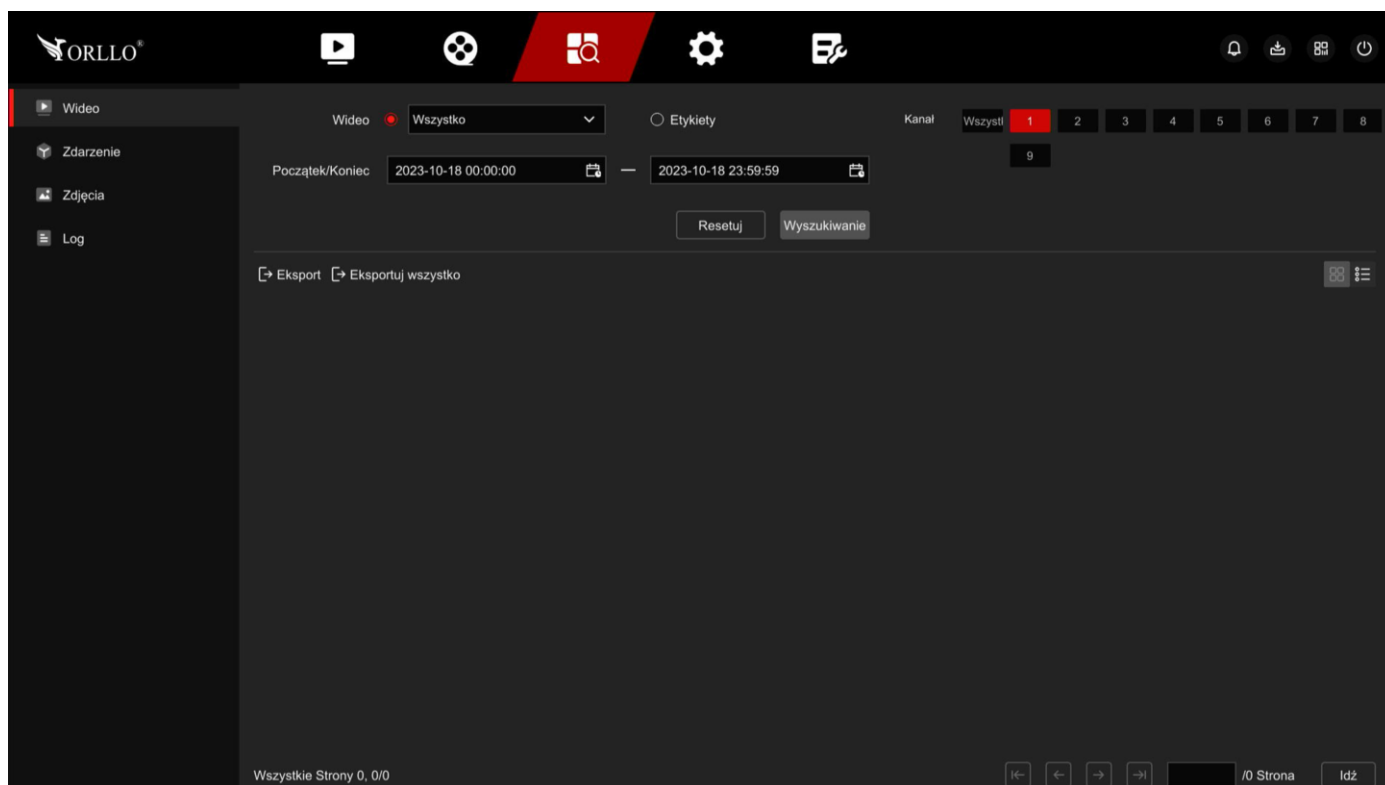 ORLLO®
Wideo
Zdarzenie
Zdjęcia
Log
Wideo Wszystko Etykiety Kanał Wszystl 1 2 3 4 5 6 7 8
9
Początek/Koniec 2023-10-18 00:00:00 — 2023-10-18 23:59:59
Resetuj Wyszukiwanie
Eksport Eksportuj wszystko
Wszystkie Strony 0, 0/0 /0 Strona Idź